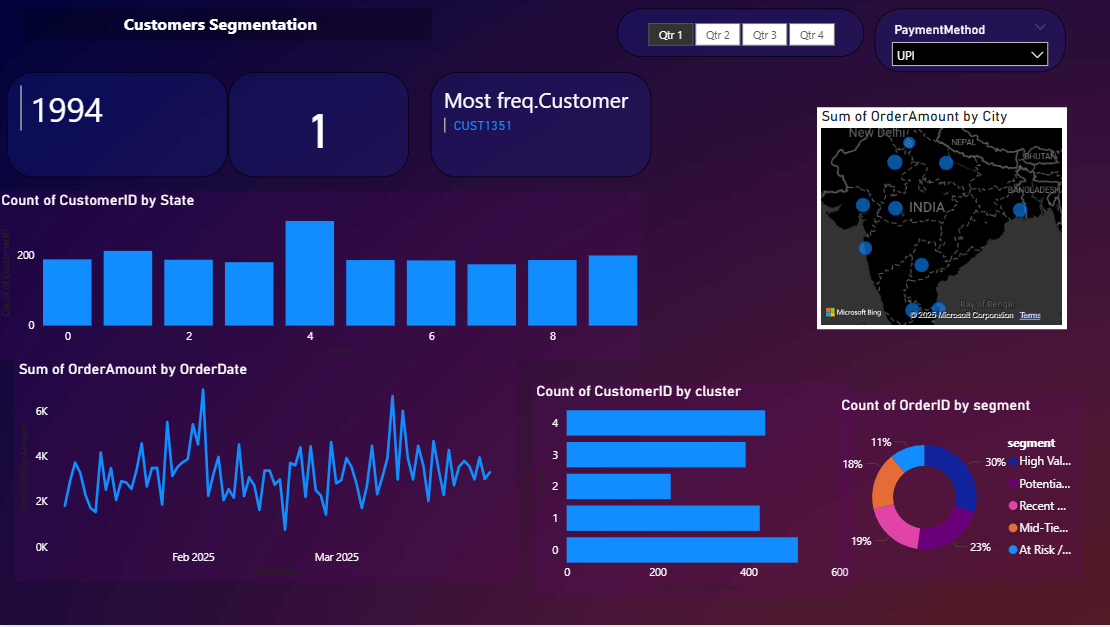 Customers Segmentation
Qtr 1
Qtr 2
Qtr 3
Qtr 4
PaymentMethod
UPI
1994
1
Most freq.Customer
CUST1351
Sum of OrderAmount by City
New Delhi
NEPAL
BHUTAN
BANGLADESH
INDIA
Bay of Bengal
Microsoft Bing
© 2025 Microsoft Corporation Terms
Count of CustomerID by State
Count of CustomerID
200
0
0
2
4
6
8
State
Sum of OrderAmount by OrderDate
Sum of OrderAmount
6K
4K
2K
0K
Feb 2025
Mar 2025
OrderDate
Count of CustomerID by cluster
4
3
2
1
0
0
200
400
600
Count of OrderID by segment
11%
18%
19%
23%
30%
segment
High Val...
Potentia...
Recent ...
Mid-Tie...
At Risk /...